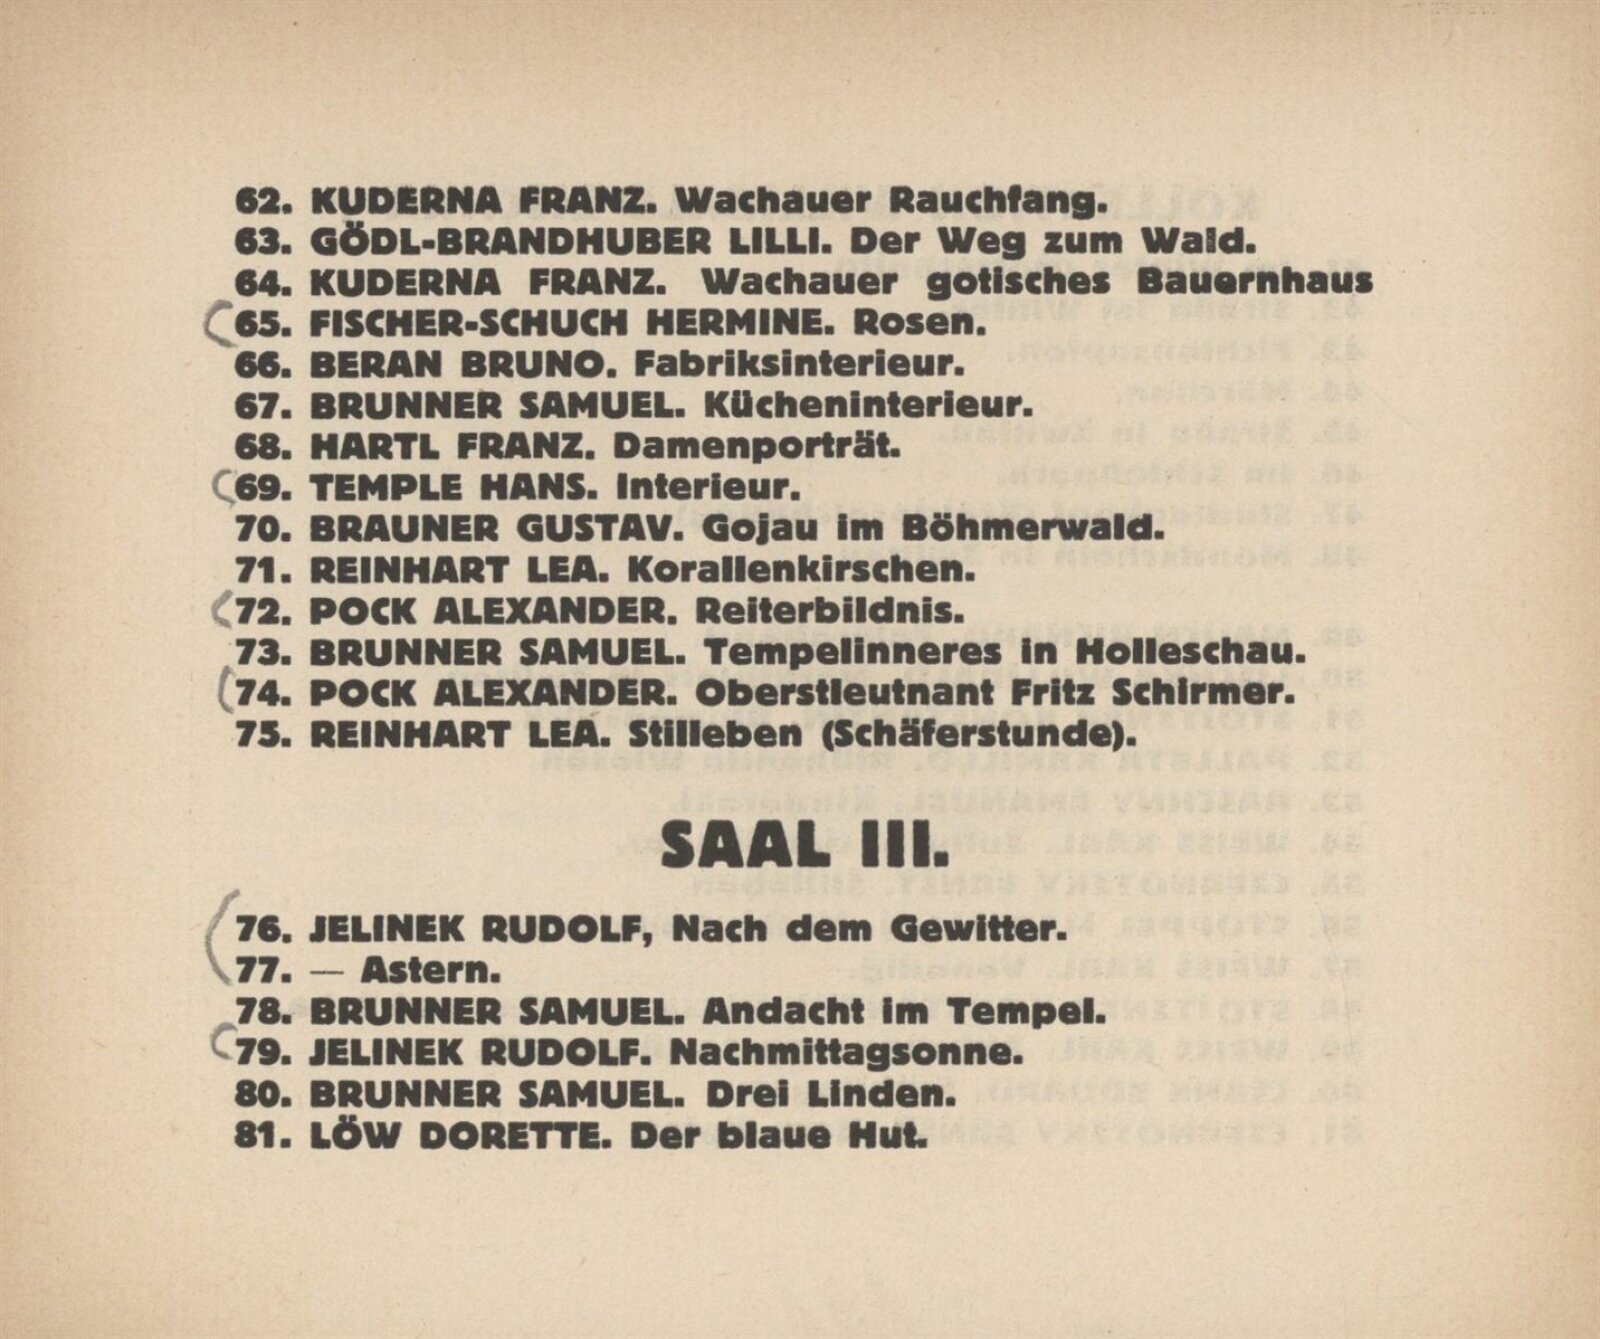 62. KUDERNA FRANZ. Wachauer Rauchfang.
63. GÖDL-BRANDHUBER LILLI. Der Weg zum Wald.
64. KUDERNA FRANZ. Wachauer gotisches Bauernhaus
65. FISCHER-SCHUCH HERMINE. Rosen.
66. BERAN BRUNO. Fabriksinterieur.
67. BRUNNER SAMUEL. Kücheninterieur.
68. HARTL FRANZ. Damenporträt.
69. TEMPLE HANS. Interieur.
70. BRAUNER GUSTAV. Gojau im Böhmerwald.
71. REINHART LEA. Korallenkirschen.
72. POCK ALEXANDER. Reiterbildnis.
73. BRUNNER SAMUEL. Tempelinneres in Holleschau.
74. POCK ALEXANDER. Oberstleutnant Fritz Schirmer.
75. REINHART LEA. Stilleben (Schäferstunde).
SAAL III.
76. JELINEK RUDOLF, Nach dem Gewitter.
77. — Astern.
78. BRUNNER SAMUEL. Andacht im Tempel.
79. JELINEK RUDOLF. Nachmittagsonne.
80. BRUNNER SAMUEL. Drei Linden.
81. LÖW DORETTE. Der blaue Hut.